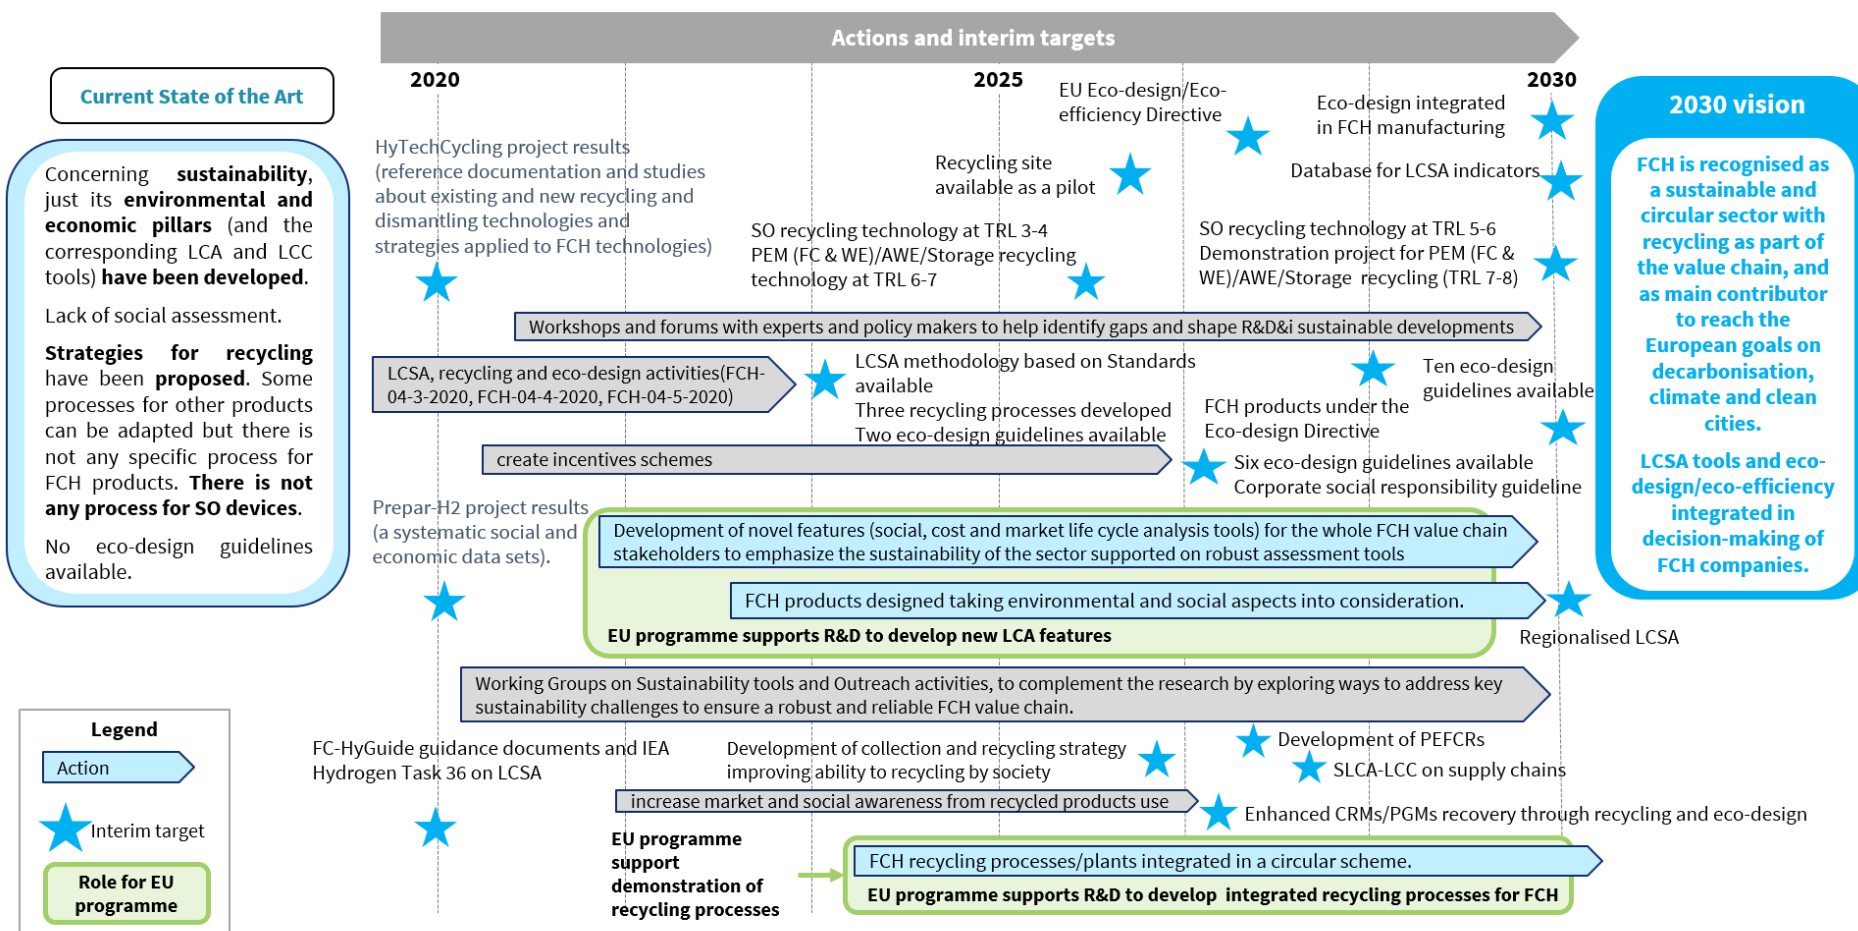 Actions and interim targets
2020
2025
2030
Current State of the Art
Concerning sustainability,
just its environmental and
economic pillars (and the
corresponding LCA and LCC
tools) have been developed.
Lack of social assessment.
Strategies for recycling
have been proposed. Some
processes for other products
can be adapted but there is
not any specific process for
FCH products. There is not
any process for SO devices.
No eco-design guidelines
available.
HyTechCycling project results
(reference documentation and studies
about existing and new recycling and
dismantling technologies and
strategies applied to FCH technologies)
EU Eco-design/Eco-
efficiency Directive
Recycling site
available as a pilot
Eco-design integrated
in FCH manufacturing
Database for LCSA indicators
SO recycling technology at TRL 3-4
PEM (FC & WE)/AWE/Storage recycling
technology at TRL 6-7
SO recycling technology at TRL 5-6
Demonstration project for PEM (FC &
WE)/AWE/Storage recycling (TRL 7-8)
Workshops and forums with experts and policy makers to help identify gaps and shape R&D&i sustainable developments
LCSA, recycling and eco-design activities(FCH-
04-3-2020, FCH-04-4-2020, FCH-04-5-2020)
LCSA methodology based on Standards
available
Three recycling processes developed
Two eco-design guidelines available
Ten eco-design
guidelines available
FCH products under the
Eco-design Directive
create incentives schemes
Six eco-design guidelines available
Corporate social responsibility guideline
Prepar-H2 project results
(a systematic social and
economic data sets).
Development of novel features (social, cost and market life cycle analysis tools) for the whole FCH value chain
stakeholders to emphasize the sustainability of the sector supported on robust assessment tools
FCH products designed taking environmental and social aspects into consideration.
EU programme supports R&D to develop new LCA features
Regionalised LCSA
Working Groups on Sustainability tools and Outreach activities, to complement the research by exploring ways to address key
sustainability challenges to ensure a robust and reliable FCH value chain.
FC-HyGuide guidance documents and IEA
Hydrogen Task 36 on LCSA
Development of collection and recycling strategy
improving ability to recycling by society
Development of PEFCRs
SLCA-LCC on supply chains
increase market and social awareness from recycled products use
Enhanced CRMs/PGMs recovery through recycling and eco-design
EU programme
support
demonstration of
recycling processes
FCH recycling processes/plants integrated in a circular scheme.
EU programme supports R&D to develop integrated recycling processes for FCH
2030 vision
FCH is recognised as
a sustainable and
circular sector with
recycling as part of
the value chain, and
as main contributor
to reach the
European goals on
decarbonisation,
climate and clean
cities.
LCSA tools and eco-
design/eco-efficiency
integrated in
decision-making of
FCH companies.
Legend
Action
Interim target
Role for EU
programme